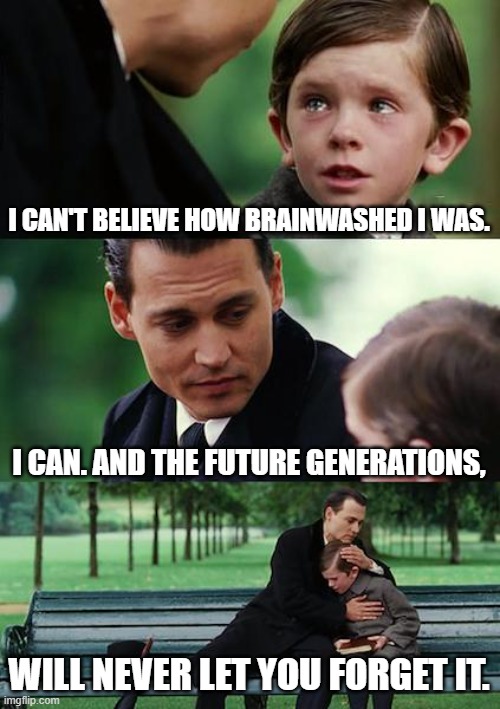 I CAN'T BELIEVE HOW BRAINWASHED I WAS.
I CAN. AND THE FUTURE GENERATIONS,
WILL NEVER LET YOU FORGET IT.
imgflip.com